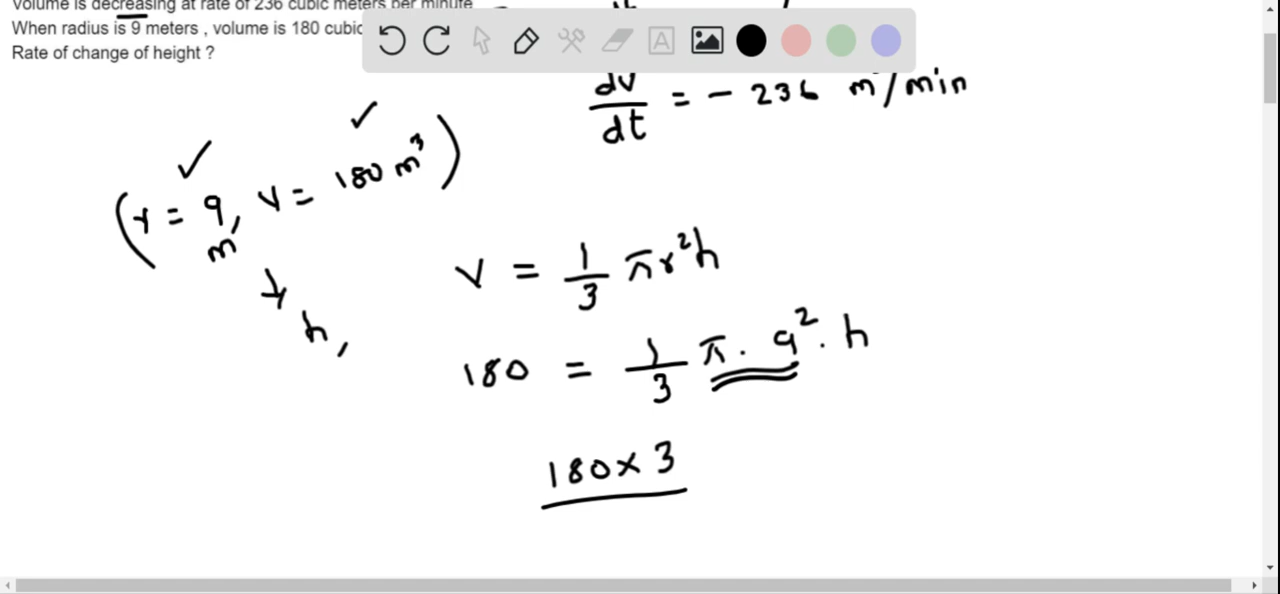 Volume is decreasing at rate of 236 cubic meters per minute
When radius is 9 meters , volume is 180 cubic
Rate of change of height ?
A
dv/dt = - 236 m³/min
(r = 9 m, V = 180 m³)
h,
V = 1/3 πr²h
180 = 1/3 π . 9² . h
180 × 3